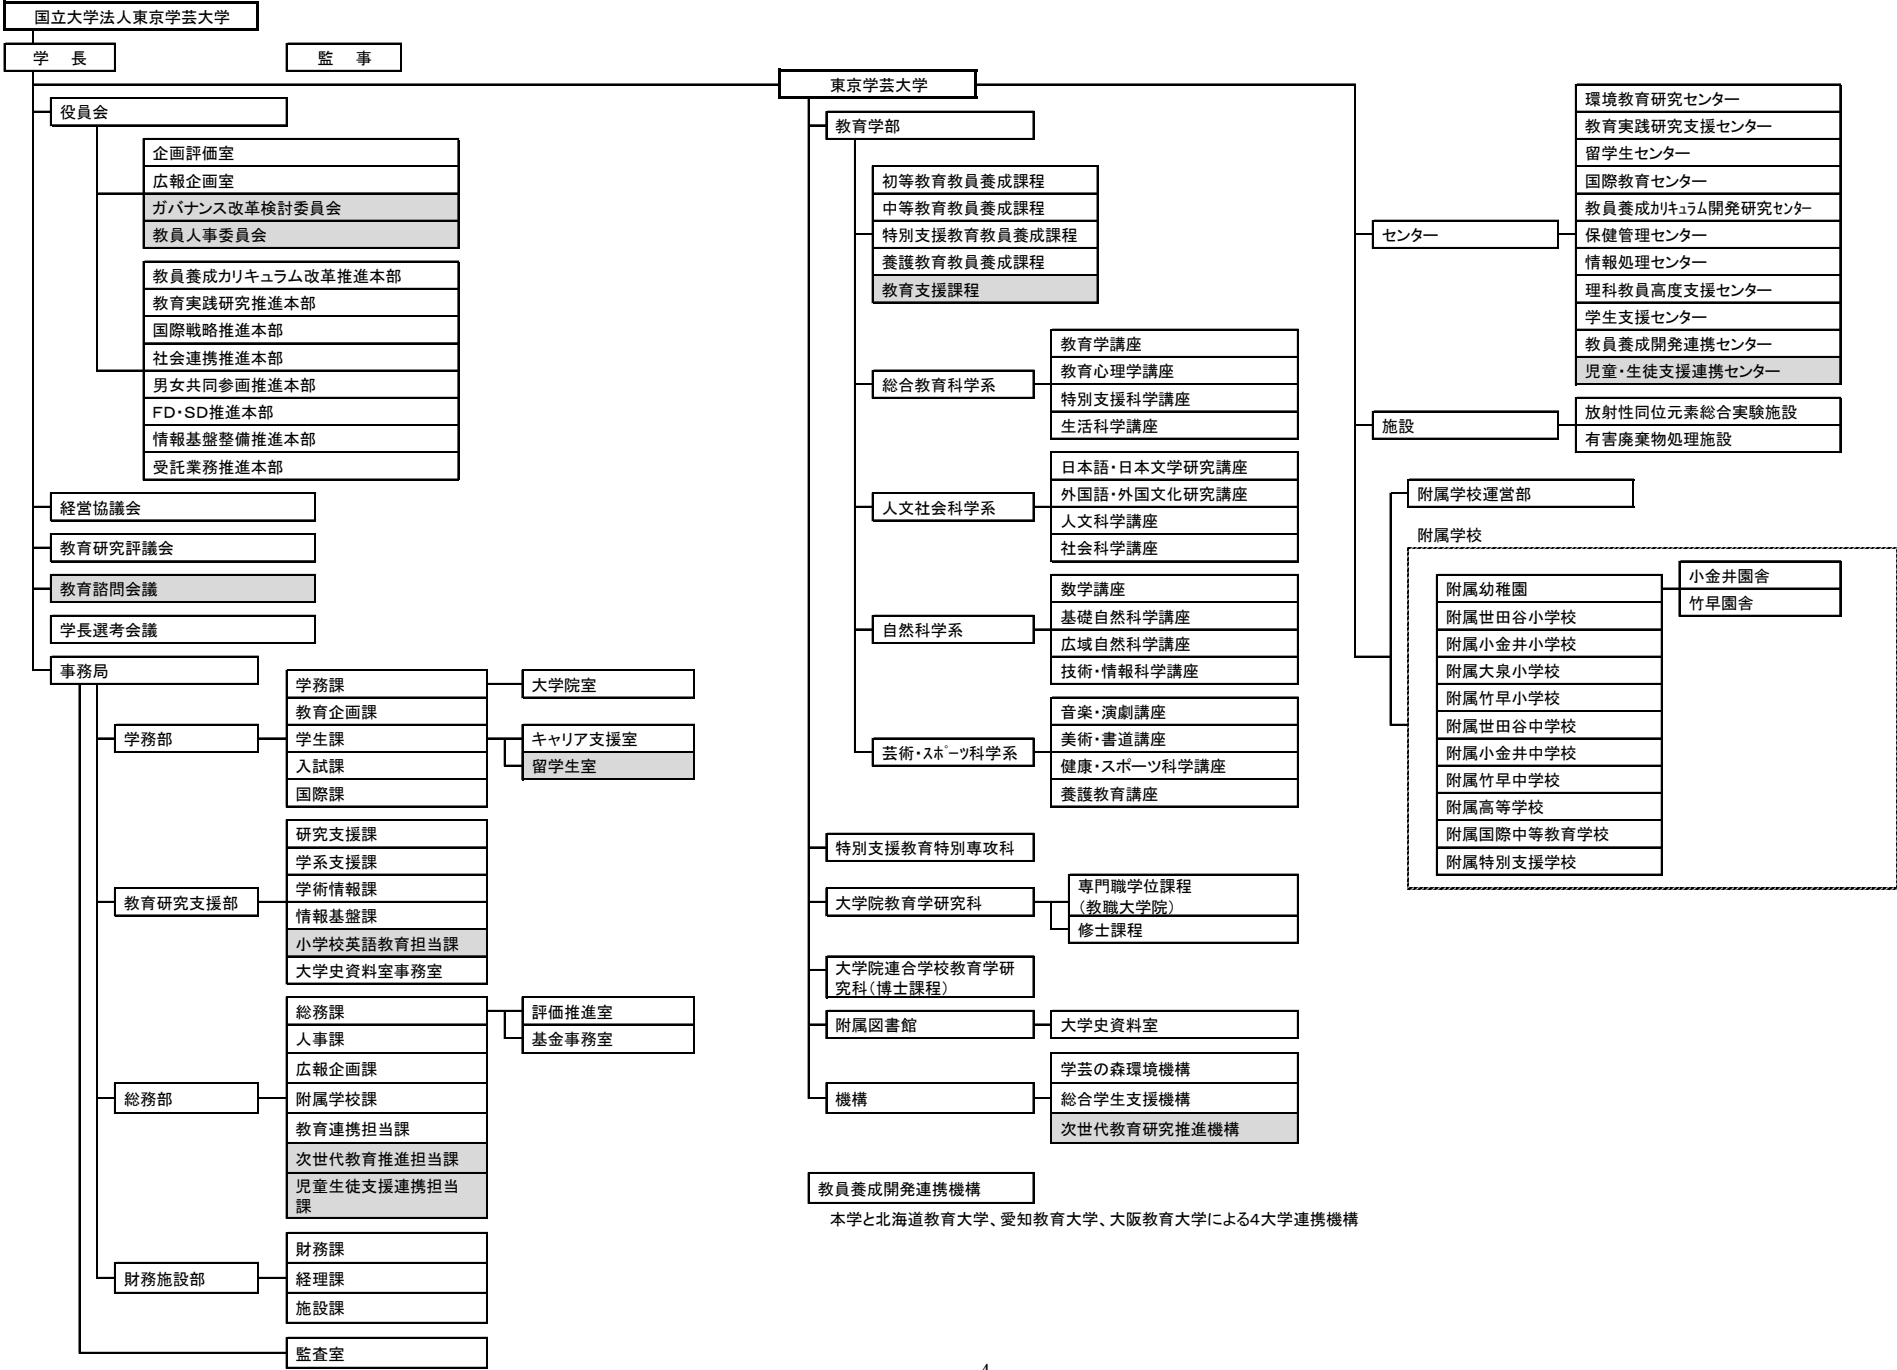 国立大学法人東京学芸大学
学　長
監　事
役員会
企画評価室
広報企画室
ガバナンス改革検討委員会
教員人事委員会
教員養成カリキュラム改革推進本部
教育実践研究推進本部
国際戦略推進本部
社会連携推進本部
男女共同参画推進本部
FD・SD推進本部
情報基盤整備推進本部
受託業務推進本部
経営協議会
教育研究評議会
教育諮問会議
学長選考会議
事務局
学務部
学務課
教育企画課
学生課
入試課
国際課
大学院室
キャリア支援室
留学生室
教育研究支援部
研究支援課
学系支援課
学術情報課
情報基盤課
小学校英語教育担当課
大学史資料室事務室
総務部
総務課
人事課
広報企画課
附属学校課
教育連携担当課
次世代教育推進担当課
児童生徒支援連携担当
課
評価推進室
基金事務室
財務施設部
財務課
経理課
施設課
監査室
東京学芸大学
教育学部
初等教育教員養成課程
中等教育教員養成課程
特別支援教育教員養成課程
養護教育教員養成課程
教育支援課程
総合教育科学系
教育学講座
教育心理学講座
特別支援科学講座
生活科学講座
人文社会科学系
日本語・日本文学研究講座
外国語・外国文化研究講座
人文科学講座
社会科学講座
自然科学系
数学講座
基礎自然科学講座
広域自然科学講座
技術・情報科学講座
芸術・ｽﾎﾟｰﾂ科学系
音楽・演劇講座
美術・書道講座
健康・スポーツ科学講座
養護教育講座
特別支援教育特別専攻科
大学院教育学研究科
専門職学位課程
（教職大学院）
修士課程
大学院連合学校教育学研
究科（博士課程）
附属図書館
大学史資料室
機構
学芸の森環境機構
総合学生支援機構
次世代教育研究推進機構
教員養成開発連携機構
本学と北海道教育大学、愛知教育大学、大阪教育大学による４大学連携機構
センター
環境教育研究センター
教育実践研究支援センター
留学生センター
国際教育センター
教員養成ｶﾘｷｭﾗﾑ開発研究ｾﾝﾀｰ
保健管理センター
情報処理センター
理科教員高度支援センター
学生支援センター
教員養成開発連携センター
児童・生徒支援連携センター
施設
放射性同位元素総合実験施設
有害廃棄物処理施設
附属学校運営部
附属学校
附属幼稚園
附属世田谷小学校
附属小金井小学校
附属大泉小学校
附属竹早小学校
附属世田谷中学校
附属小金井中学校
附属竹早中学校
附属高等学校
附属国際中等教育学校
附属特別支援学校
小金井園舎
竹早園舎
4